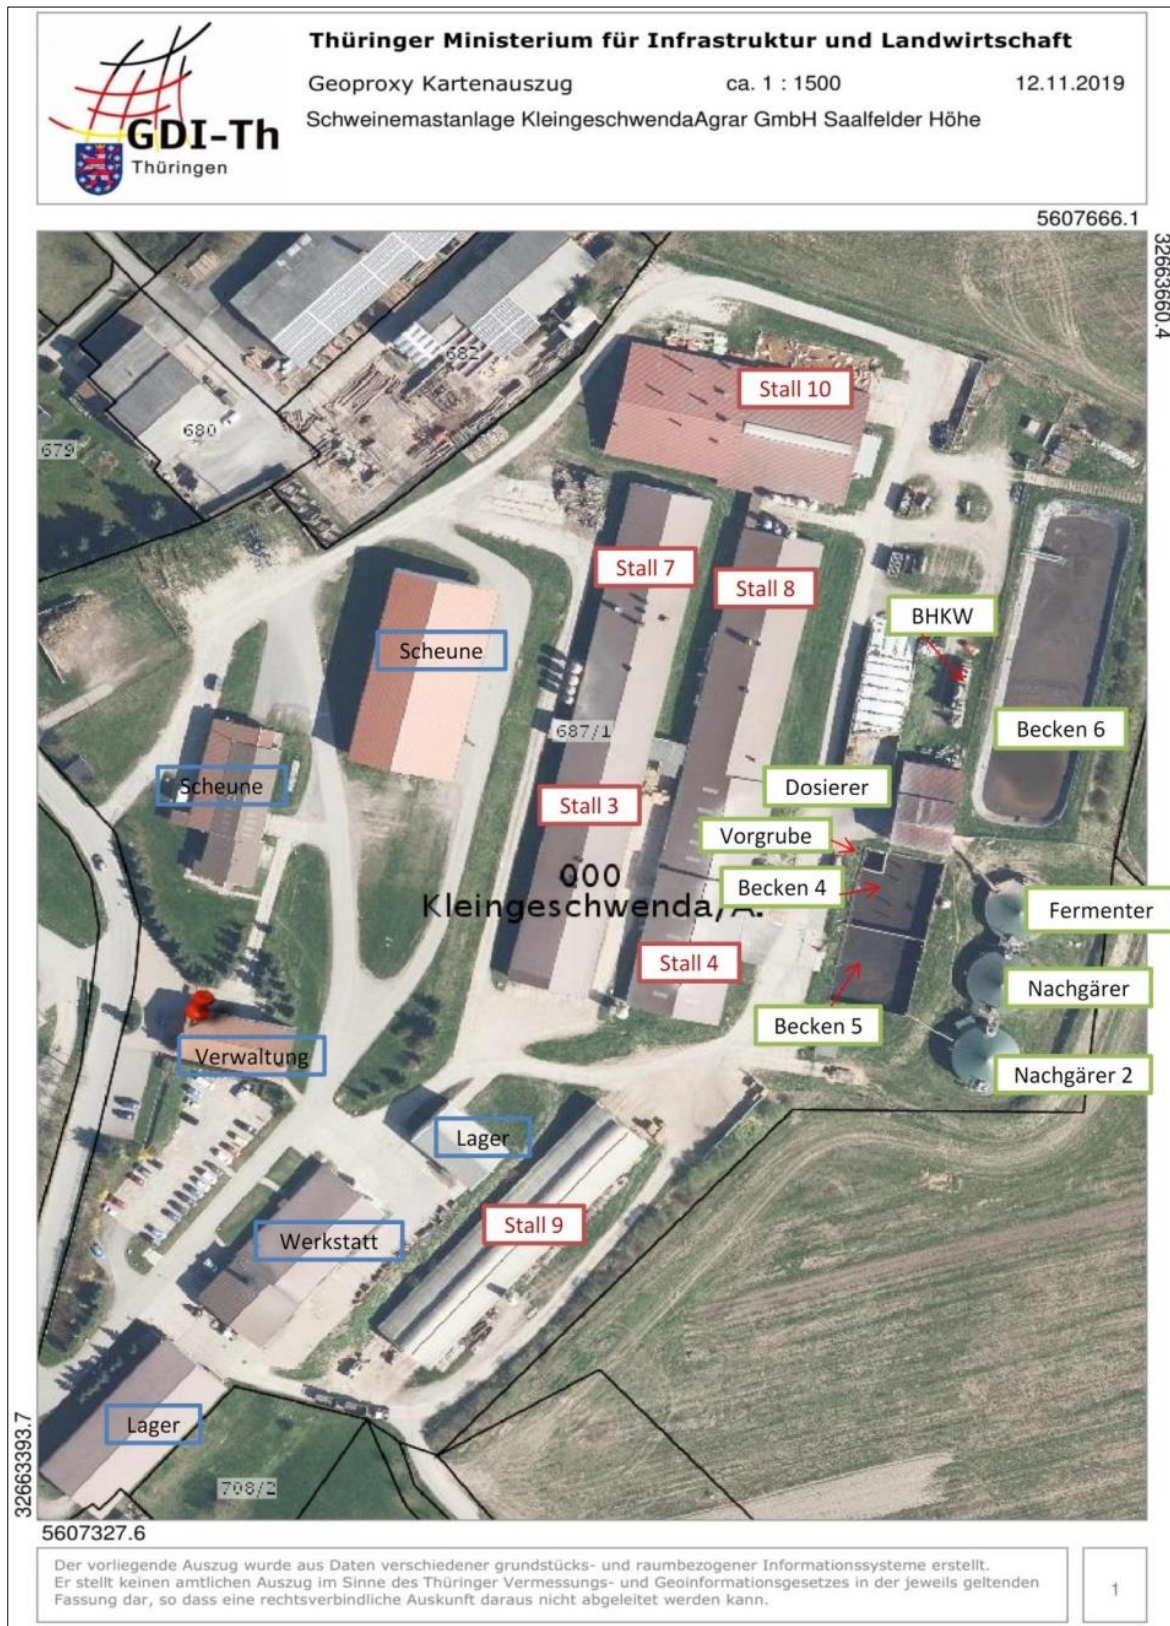 Thüringer Ministerium für Infrastruktur und Landwirtschaft
GDI-Th
Thüringen
Geoproxy Kartenauszug ca. 1 : 1500 12.11.2019
Schweinemastanlage KleingeschwendaAgrar GmbH Saalfelder Höhe
5607666.1
32663660.4
682
Stall 10
680
679
Stall 7
Stall 8
BHKW
Scheune
687/1
Becken 6
Scheune
Dosierer
Stall 3
Vorgrube
000
Becken 4
Kleingeschwenda/A.
Fermenter
Stall 4
Nachgärer
Becken 5
Verwaltung
Nachgärer 2
Lager
Stall 9
Werkstatt
Lager
708/2
32663393.7
5607327.6
Der vorliegende Auszug wurde aus Daten verschiedener grundstücks- und raumbezogener Informationssysteme erstellt.
Er stellt keinen amtlichen Auszug im Sinne des Thüringer Vermessungs- und Geoinformationsgesetzes in der jeweils geltenden
Fassung dar, so dass eine rechtsverbindliche Auskunft daraus nicht abgeleitet werden kann.
1